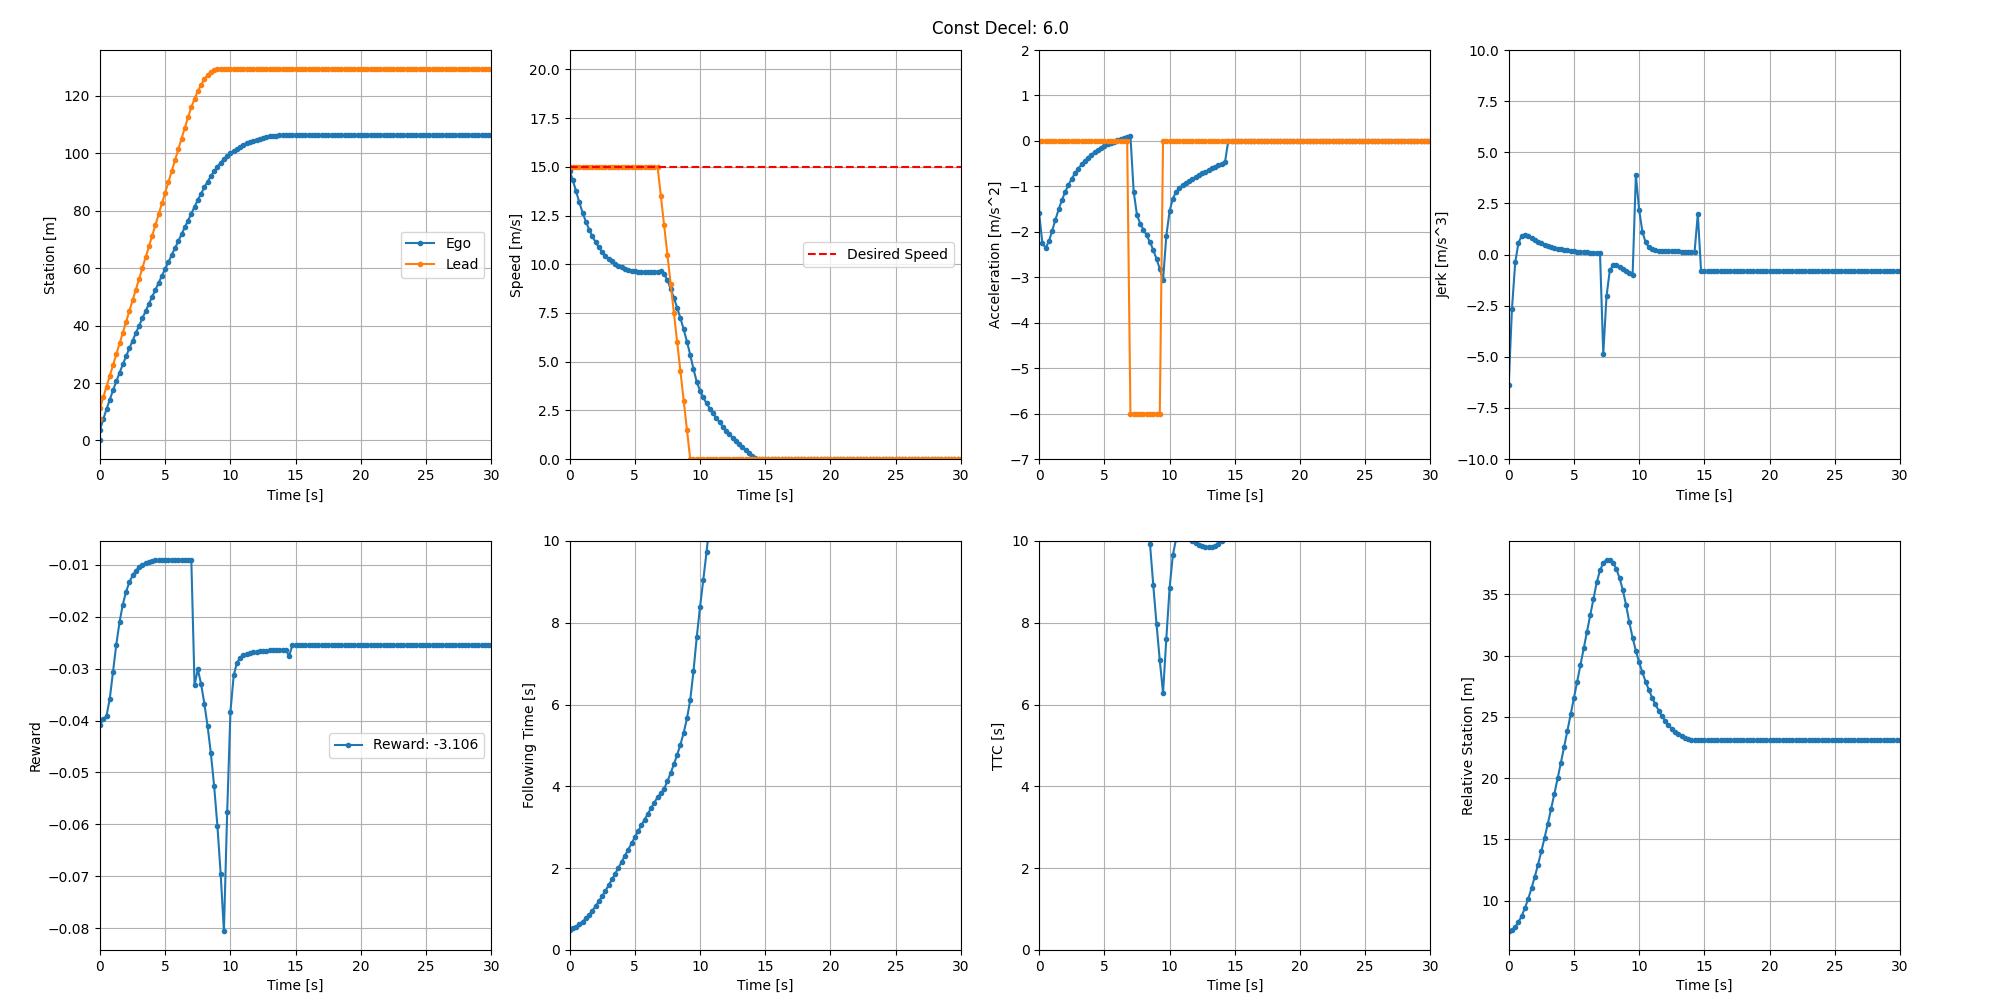 Const Decel: 6.0
Station [m]
120
100
80
60
40
20
0
Ego
Lead
0 5 10 15 20 25 30
Time [s]
Speed [m/s]
20.0
17.5
15.0
12.5
10.0
7.5
5.0
2.5
0.0
Desired Speed
0 5 10 15 20 25 30
Time [s]
Acceleration [m/s^2]
2
1
0
−1
−2
−3
−4
−5
−6
−7
0 5 10 15 20 25 30
Time [s]
Jerk [m/s^3]
10.0
7.5
5.0
2.5
0.0
−2.5
−5.0
−7.5
−10.0
0 5 10 15 20 25 30
Time [s]
Reward
−0.01
−0.02
−0.03
−0.04
−0.05
−0.06
−0.07
−0.08
Reward: -3.106
0 5 10 15 20 25 30
Time [s]
Following Time [s]
10
8
6
4
2
0
0 5 10 15 20 25 30
Time [s]
TTC [s]
10
8
6
4
2
0
0 5 10 15 20 25 30
Time [s]
Relative Station [m]
35
30
25
20
15
10
0 5 10 15 20 25 30
Time [s]